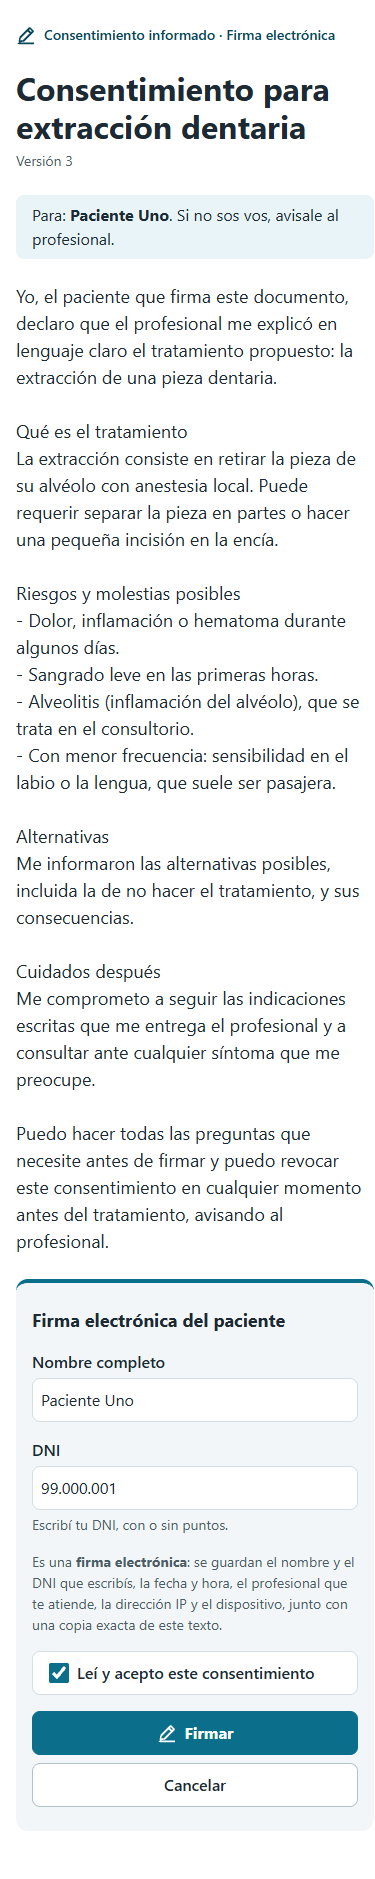 Consentimiento informado · Firma electrónica
Consentimiento para
extracción dentaria
Versión 3
Para: Paciente Uno. Si no sos vos, avisale al
profesional.
Yo, el paciente que firma este documento,
declaro que el profesional me explicó en
lenguaje claro el tratamiento propuesto: la
extracción de una pieza dentaria.
Qué es el tratamiento
La extracción consiste en retirar la pieza de
su alvéolo con anestesia local. Puede
requerir separar la pieza en partes o hacer
una pequeña incisión en la encía.
Riesgos y molestias posibles
- Dolor, inflamación o hematoma durante
algunos días.
- Sangrado leve en las primeras horas.
- Alveolitis (inflamación del alvéolo), que se
trata en el consultorio.
- Con menor frecuencia: sensibilidad en el
labio o la lengua, que suele ser pasajera.
Alternativas
Me informaron las alternativas posibles,
incluida la de no hacer el tratamiento, y sus
consecuencias.
Cuidados después
Me comprometo a seguir las indicaciones
escritas que me entrega el profesional y a
consultar ante cualquier síntoma que me
preocupe.
Puedo hacer todas las preguntas que
necesite antes de firmar y puedo revocar
este consentimiento en cualquier momento
antes del tratamiento, avisando al
profesional.
Firma electrónica del paciente
Nombre completo
Paciente Uno
DNI
99.000.001
Escribí tu DNI, con o sin puntos.
Es una firma electrónica: se guardan el nombre y el
DNI que escribís, la fecha y hora, el profesional que
te atiende, la dirección IP y el dispositivo, junto con
una copia exacta de este texto.
Leí y acepto este consentimiento
Firmar
Cancelar